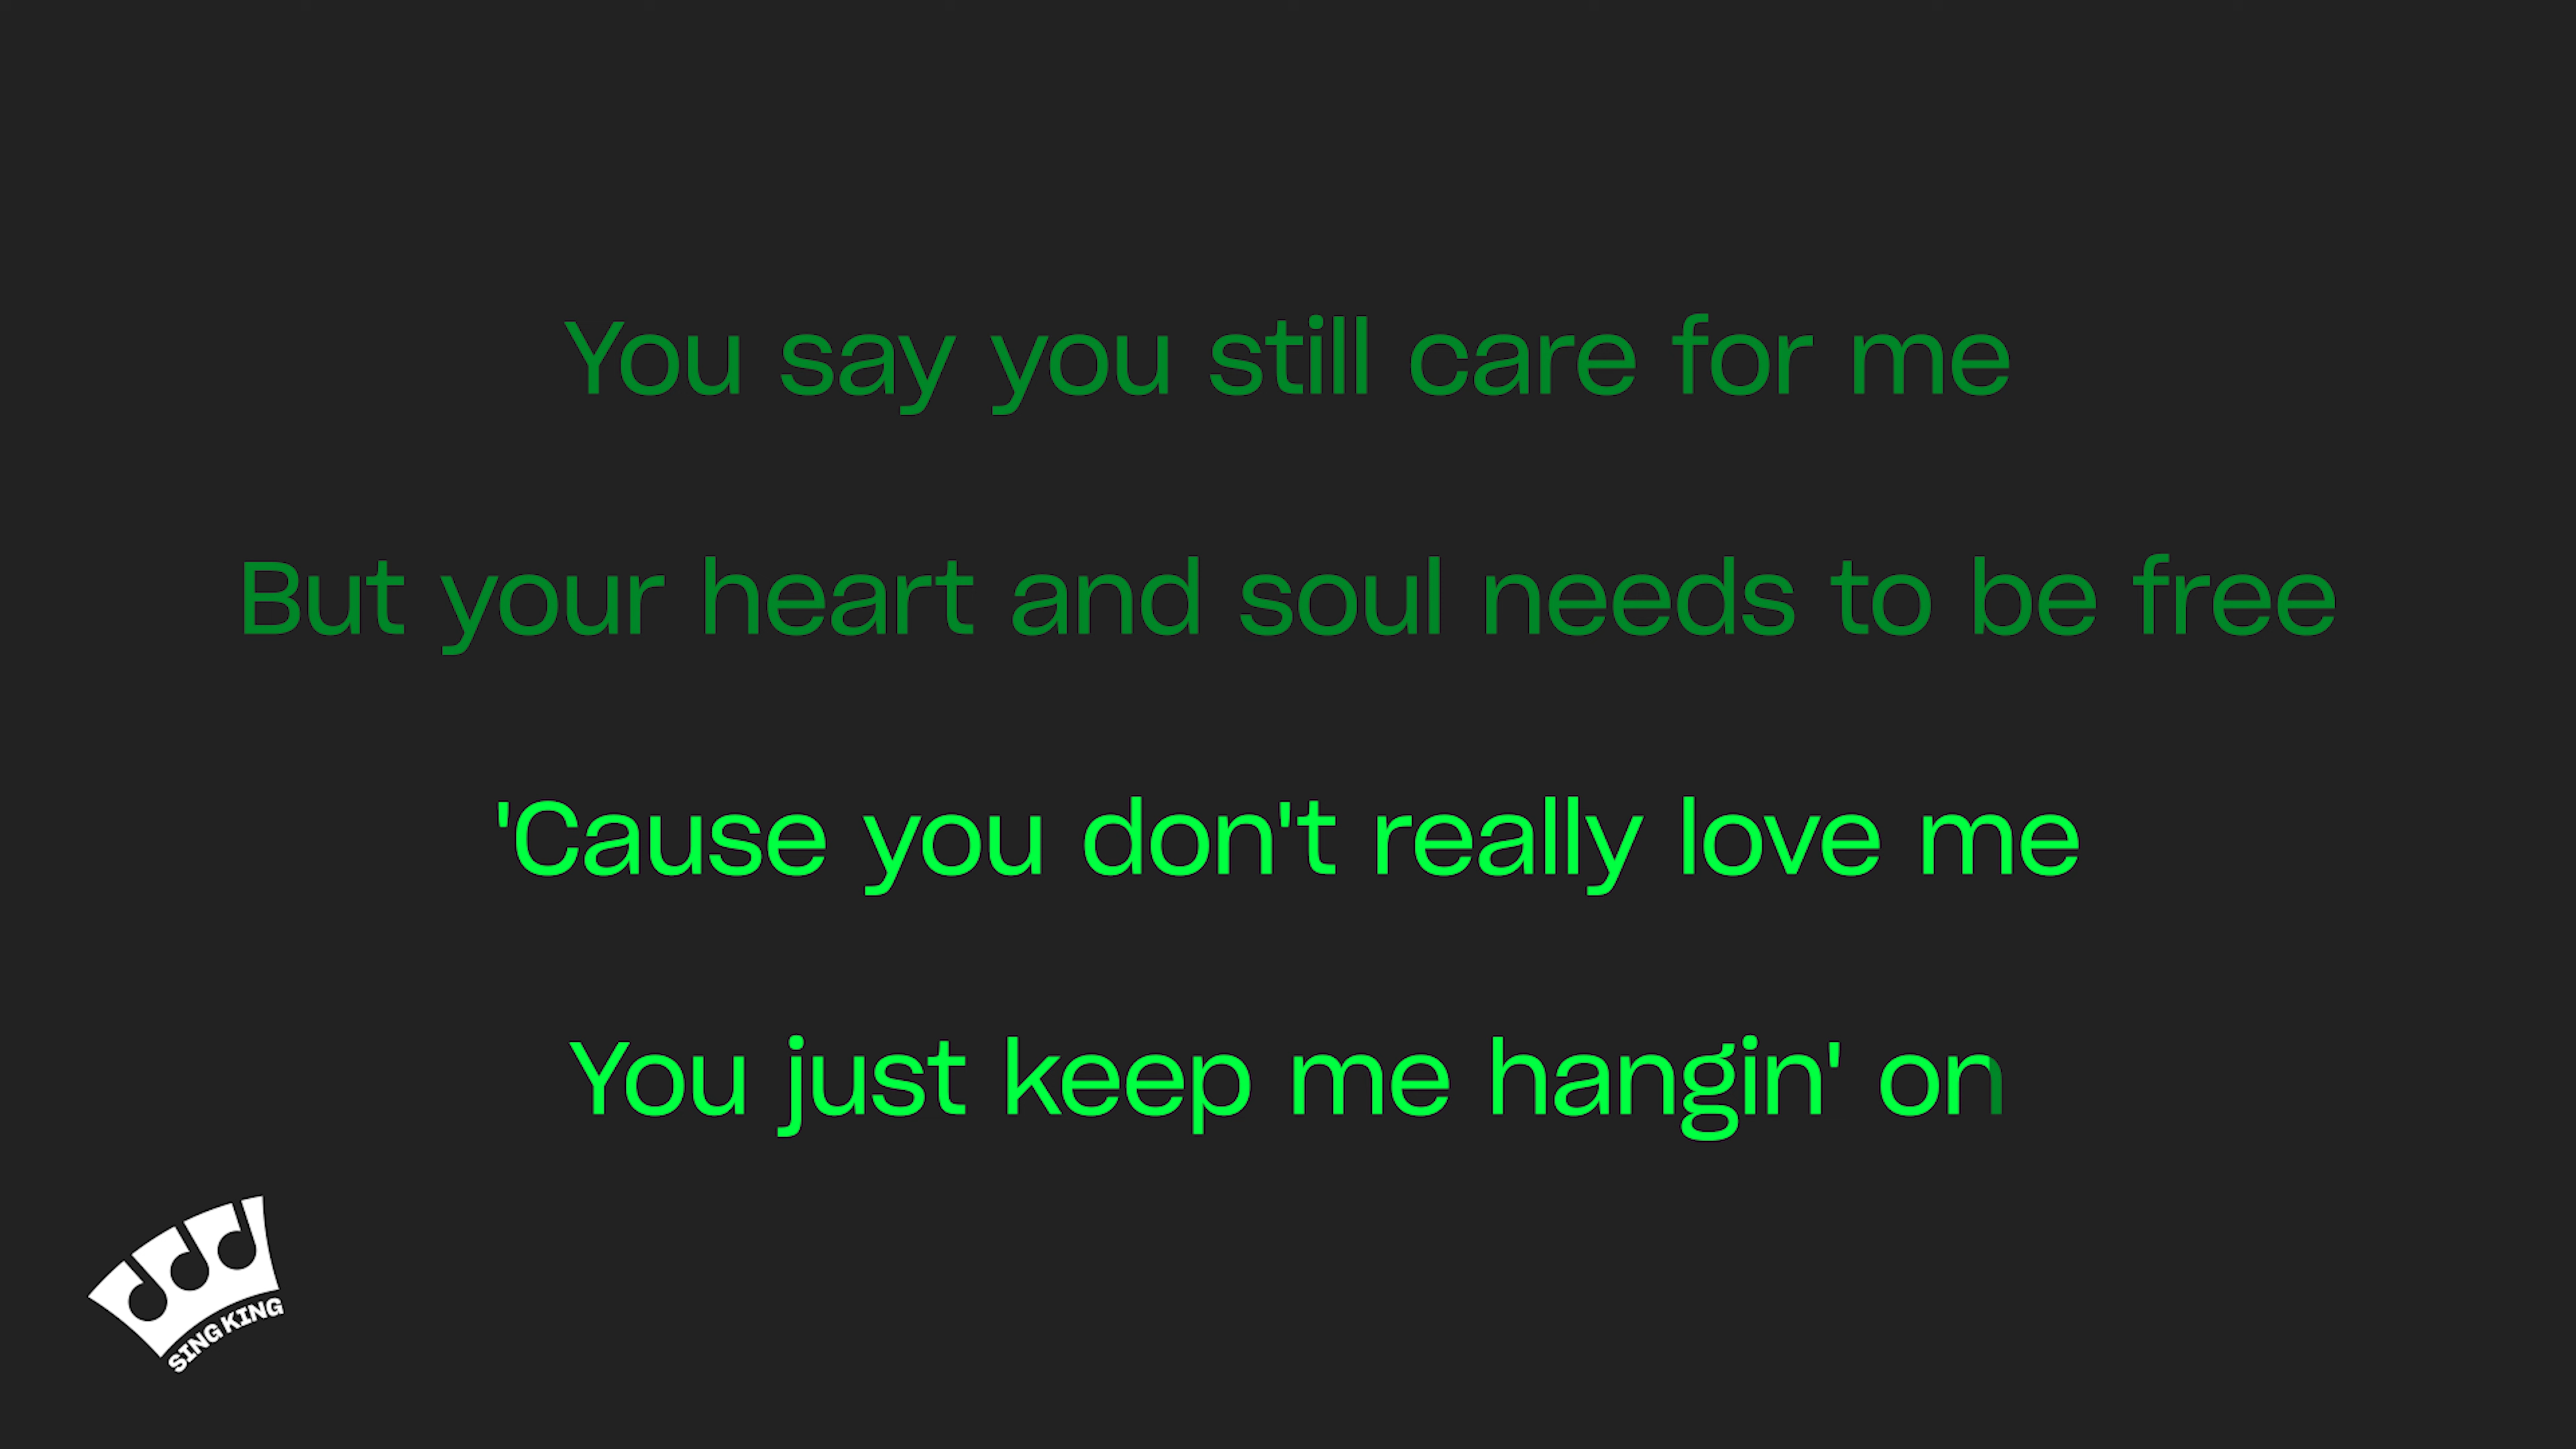 You say you still care for me
But your heart and soul needs to be free
'Cause you don't really love me
You just keep me hangin' on
SING KING